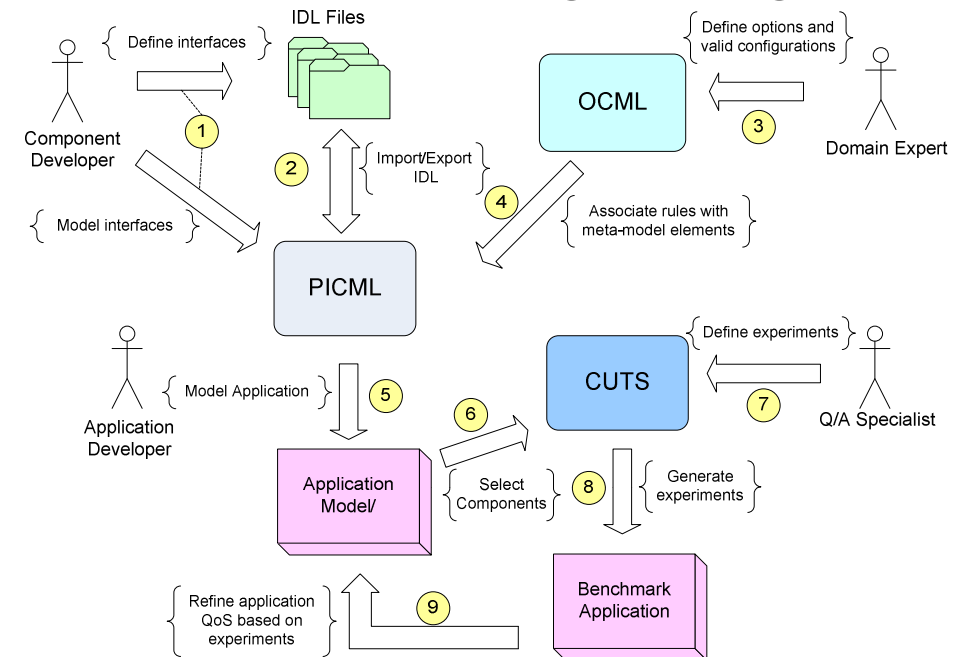 IDL Files
Define interfaces
Define options and
valid configurations
OCML
1
3
Component
Developer
Domain Expert
2
Import/Export
IDL
4
Model interfaces
Associate rules with
meta-model elements
PICML
Define experiments
CUTS
Model Application
5
7
6
Application
Developer
Q/A Specialist
Application
Model/
Select
Components
8
Generate
experiments
Refine application
QoS based on
experiments
9
Benchmark
Application